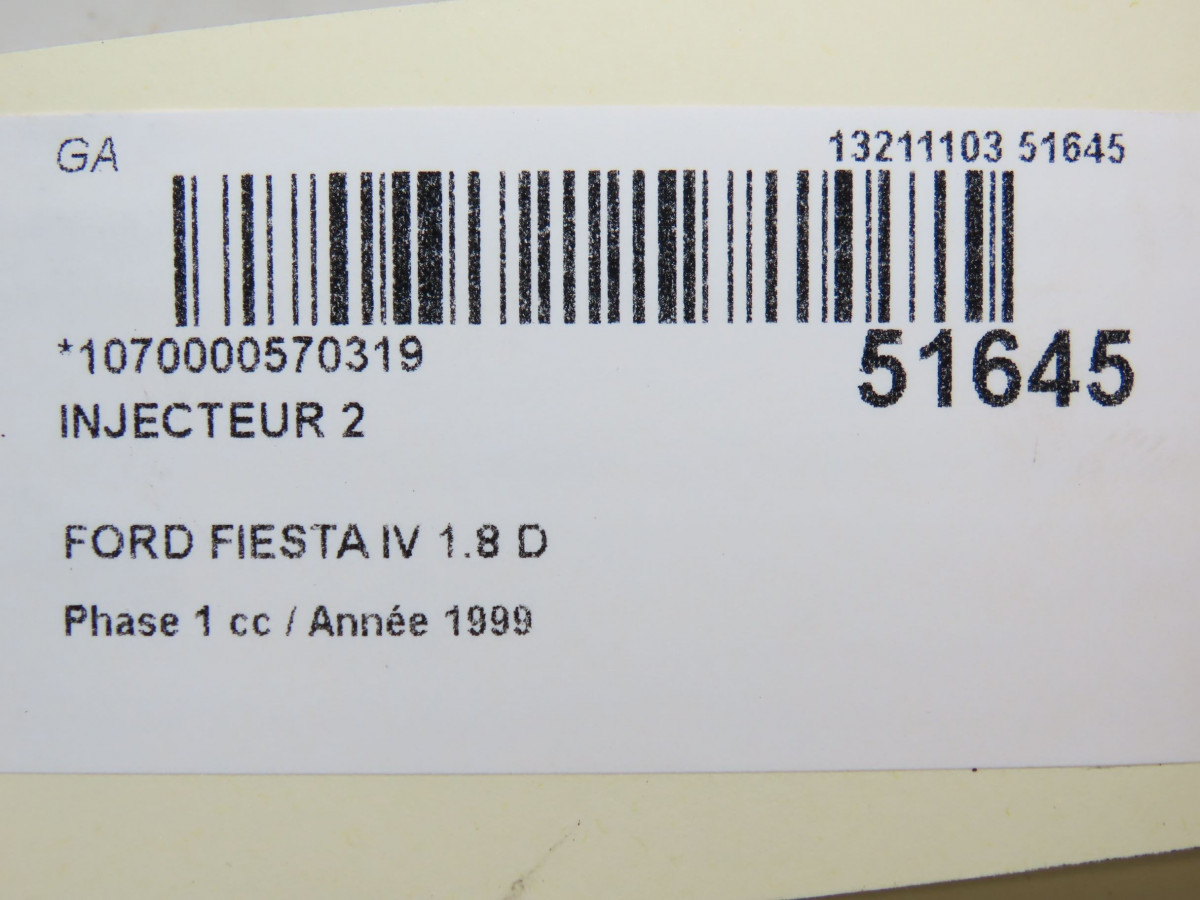 GA
13211103 51645
*1070000570319
51645
INJECTEUR 2
FORD FIESTA IV 1.8 D
Phase 1 cc / Année 1999